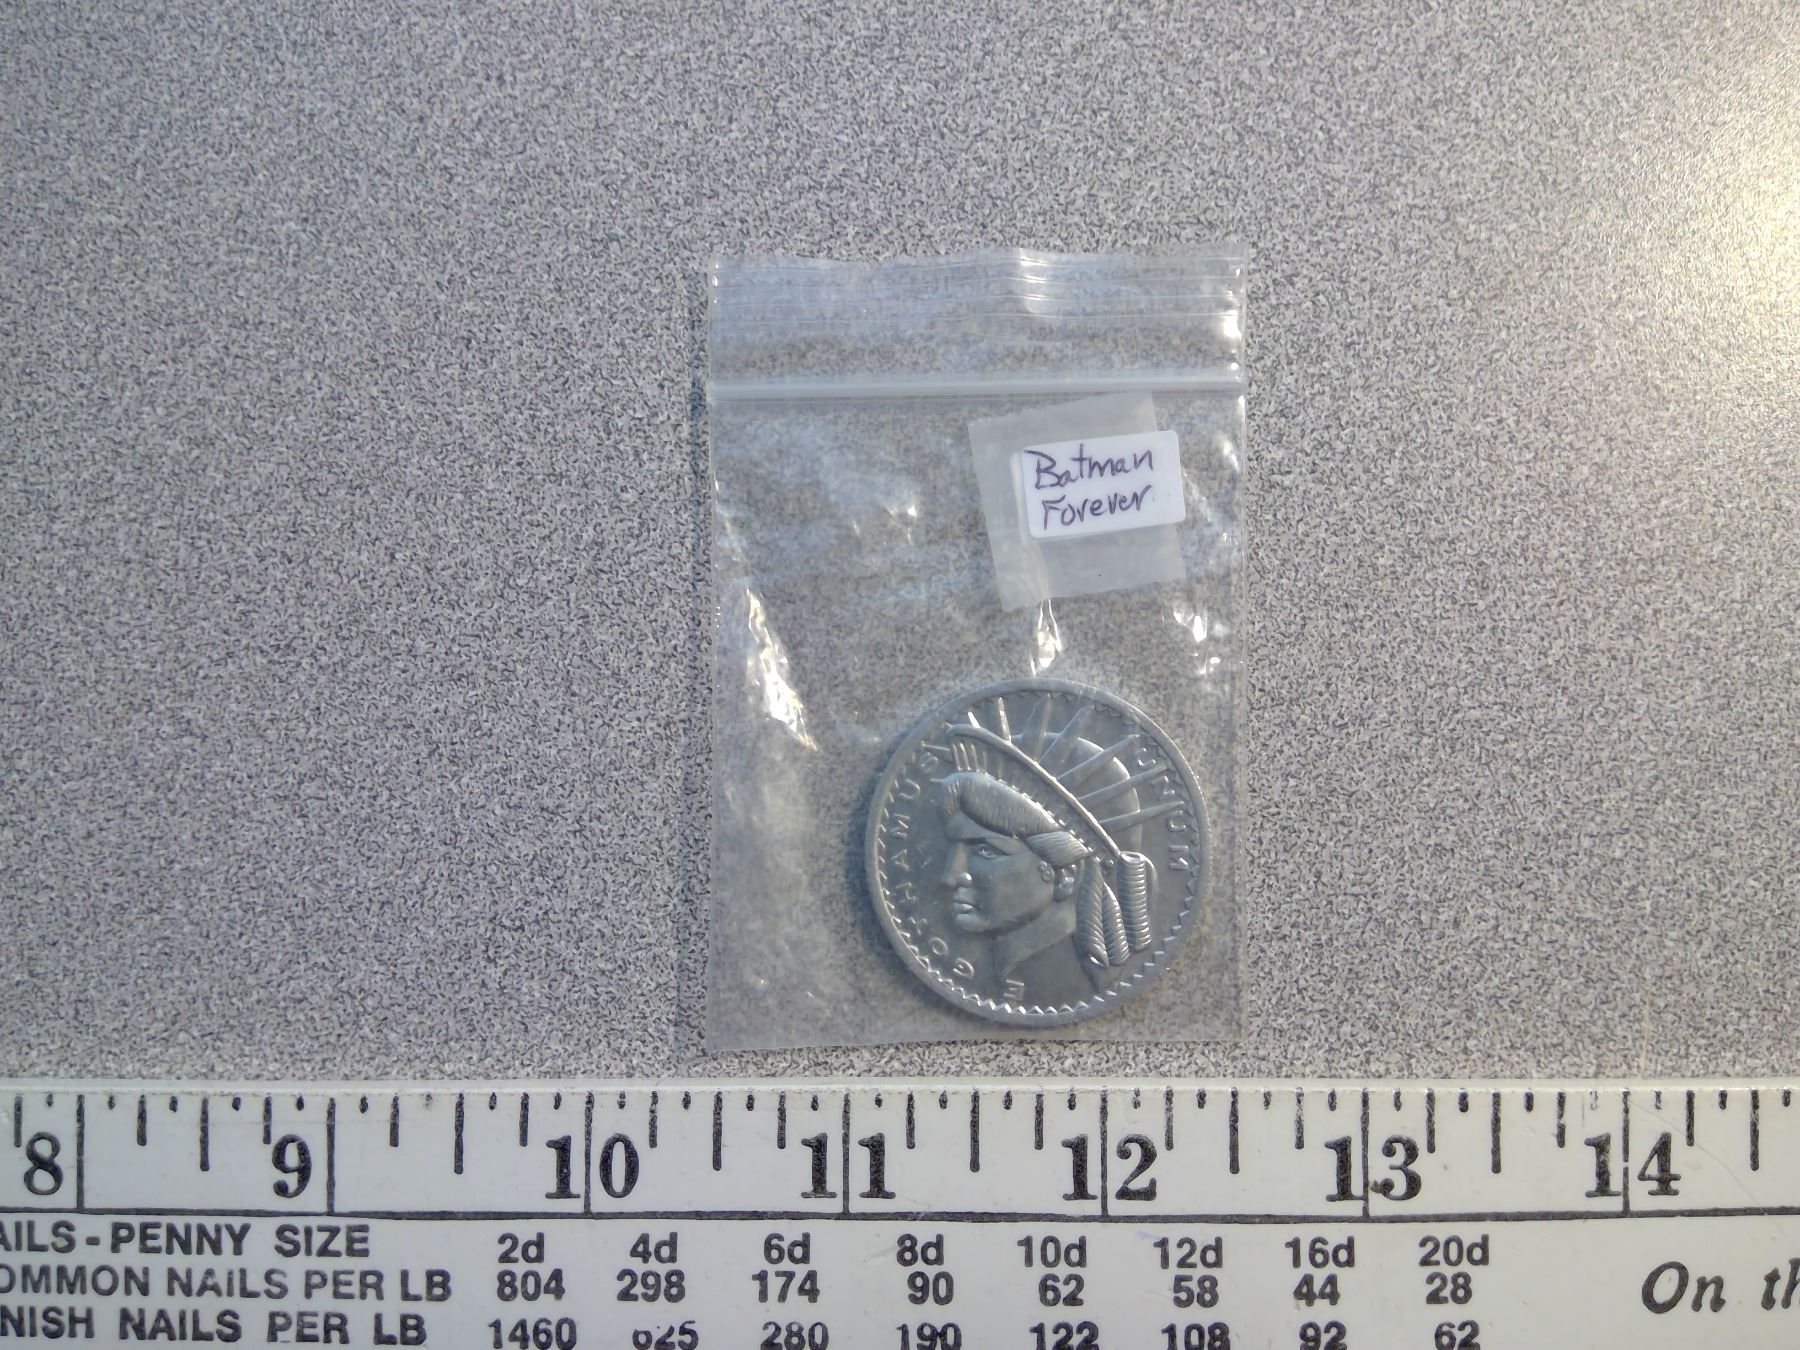 Batman
Forever
GOTHAMUS
UNUM
E
8 9 10 11 12 13 14
AILS - PENNY SIZE 2d 4d 6d 8d 10d 12d 16d 20d
OMMON NAILS PER LB 804 298 174 90 62 58 44 28
On th
NISH NAILS PER LB 1460 625 280 190 122 108 92 62